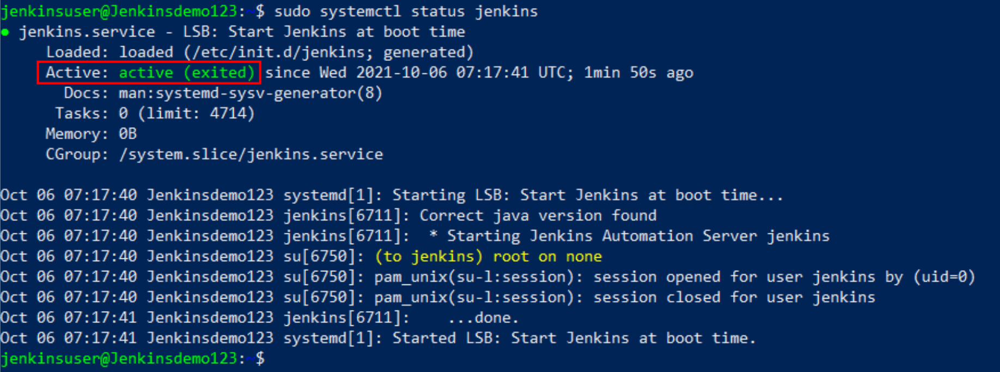 jenkinsuser@Jenkinsdemo123:~$ sudo systemctl status jenkins
● jenkins.service - LSB: Start Jenkins at boot time
     Loaded: loaded (/etc/init.d/jenkins; generated)
     Active: active (exited) since Wed 2021-10-06 07:17:41 UTC; 1min 50s ago
       Docs: man:systemd-sysv-generator(8)
      Tasks: 0 (limit: 4714)
     Memory: 0B
     CGroup: /system.slice/jenkins.service

Oct 06 07:17:40 Jenkinsdemo123 systemd[1]: Starting LSB: Start Jenkins at boot time...
Oct 06 07:17:40 Jenkinsdemo123 jenkins[6711]: Correct java version found
Oct 06 07:17:40 Jenkinsdemo123 jenkins[6711]:  * Starting Jenkins Automation Server jenkins
Oct 06 07:17:40 Jenkinsdemo123 su[6750]: (to jenkins) root on none
Oct 06 07:17:40 Jenkinsdemo123 su[6750]: pam_unix(su-l:session): session opened for user jenkins by (uid=0)
Oct 06 07:17:40 Jenkinsdemo123 su[6750]: pam_unix(su-l:session): session closed for user jenkins
Oct 06 07:17:41 Jenkinsdemo123 jenkins[6711]:    ...done.
Oct 06 07:17:41 Jenkinsdemo123 systemd[1]: Started LSB: Start Jenkins at boot time.
jenkinsuser@Jenkinsdemo123:~$